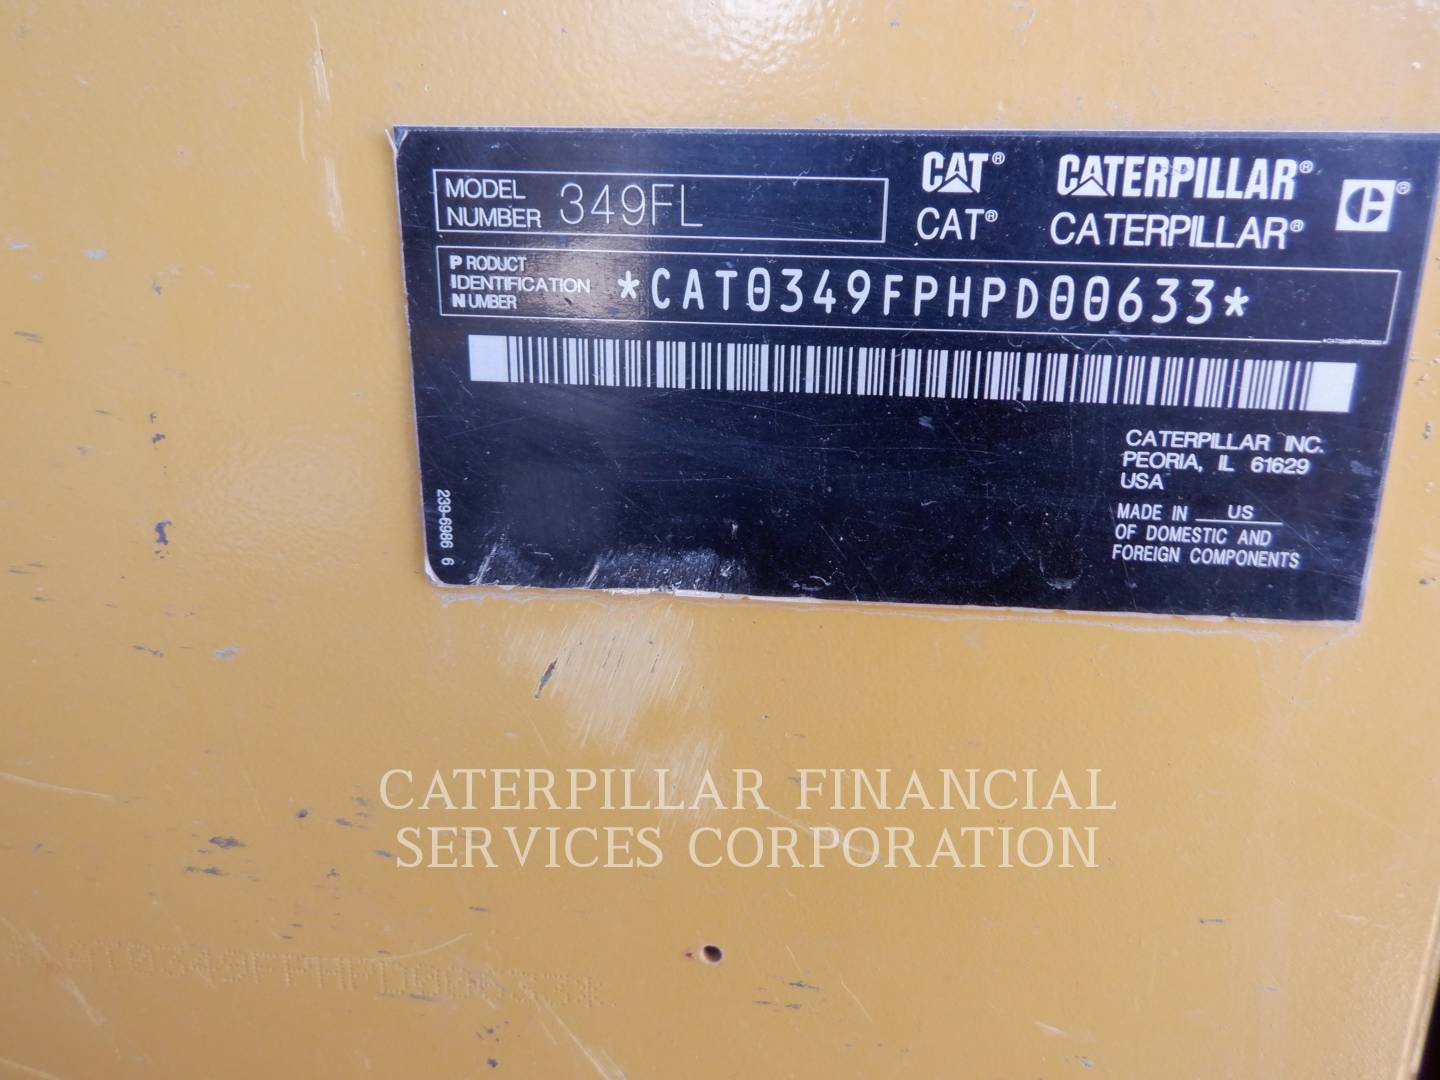 MODEL NUMBER 349FL
CAT® CATERPILLAR®
CAT® CATERPILLAR®
PRODUCT IDENTIFICATION NUMBER *CAT0349FPHPD00633*
CATERPILLAR INC.
PEORIA, IL 61629
USA
MADE IN US
OF DOMESTIC AND
FOREIGN COMPONENTS
239-6986 6
CATERPILLAR FINANCIAL
SERVICES CORPORATION